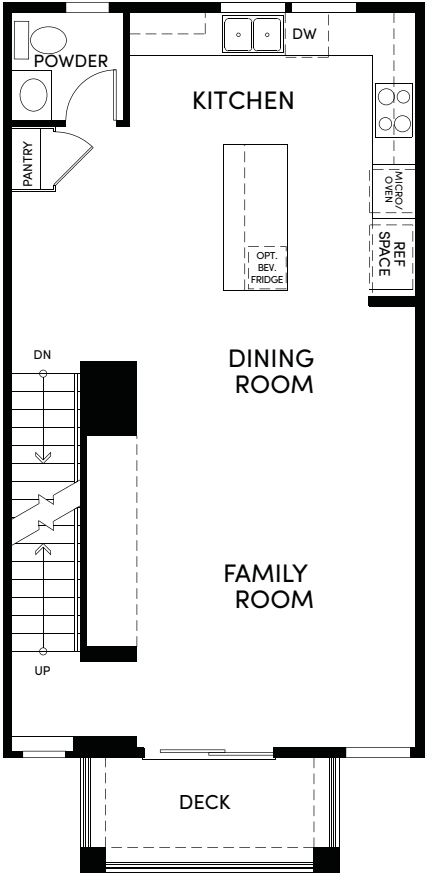 DW
POWDER
KITCHEN
PANTRY
MICRO/
OVEN
REF
SPACE
OPT.
BEV.
FRIDGE
DN
DINING
ROOM
FAMILY
ROOM
UP
DECK